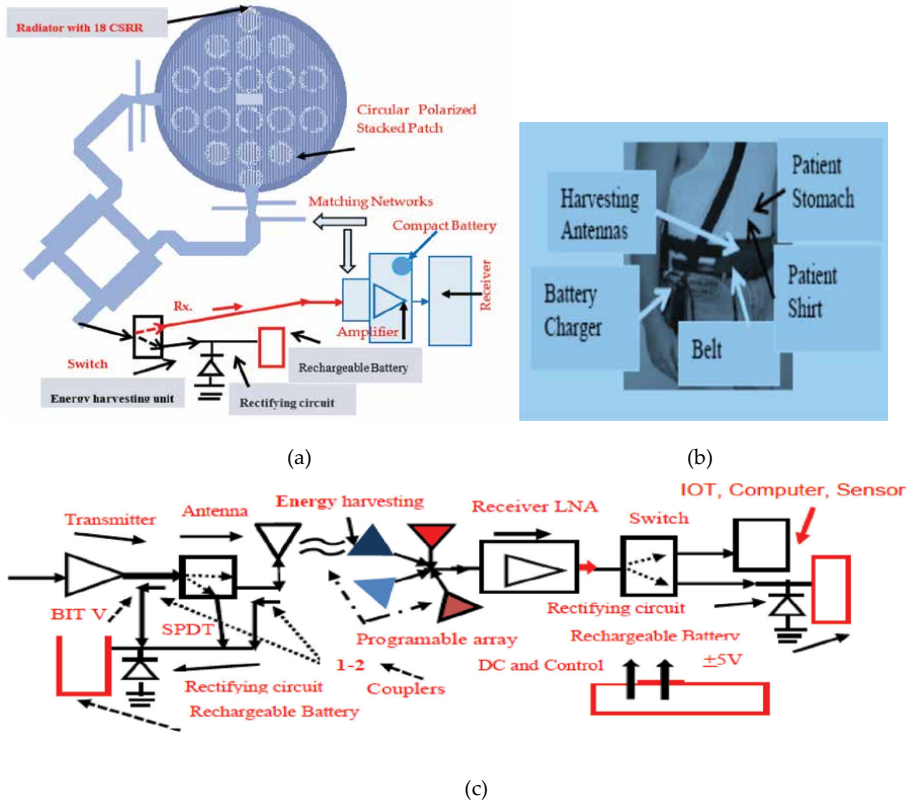 Radiator with 18 CSRR
Circular Polarized
Stacked Patch
Matching Networks
Compact Battery
Rx.
Receiver
Amplifier
Switch
Rechargeable Battery
Energy harvesting unit
Rectifying circuit
(a)
Harvesting
Antennas
Patient
Stomach
Battery
Charger
Patient
Shirt
Belt
(b)
Transmitter
Antenna
Energy harvesting
Receiver LNA
Switch
IOT, Computer, Sensor
BIT V
SPDT
Rectifying circuit
Programable array
Rechargeable Battery
1-2
DC and Control
±5V
Couplers
Rectifying circuit
Rechargeable Battery
(c)